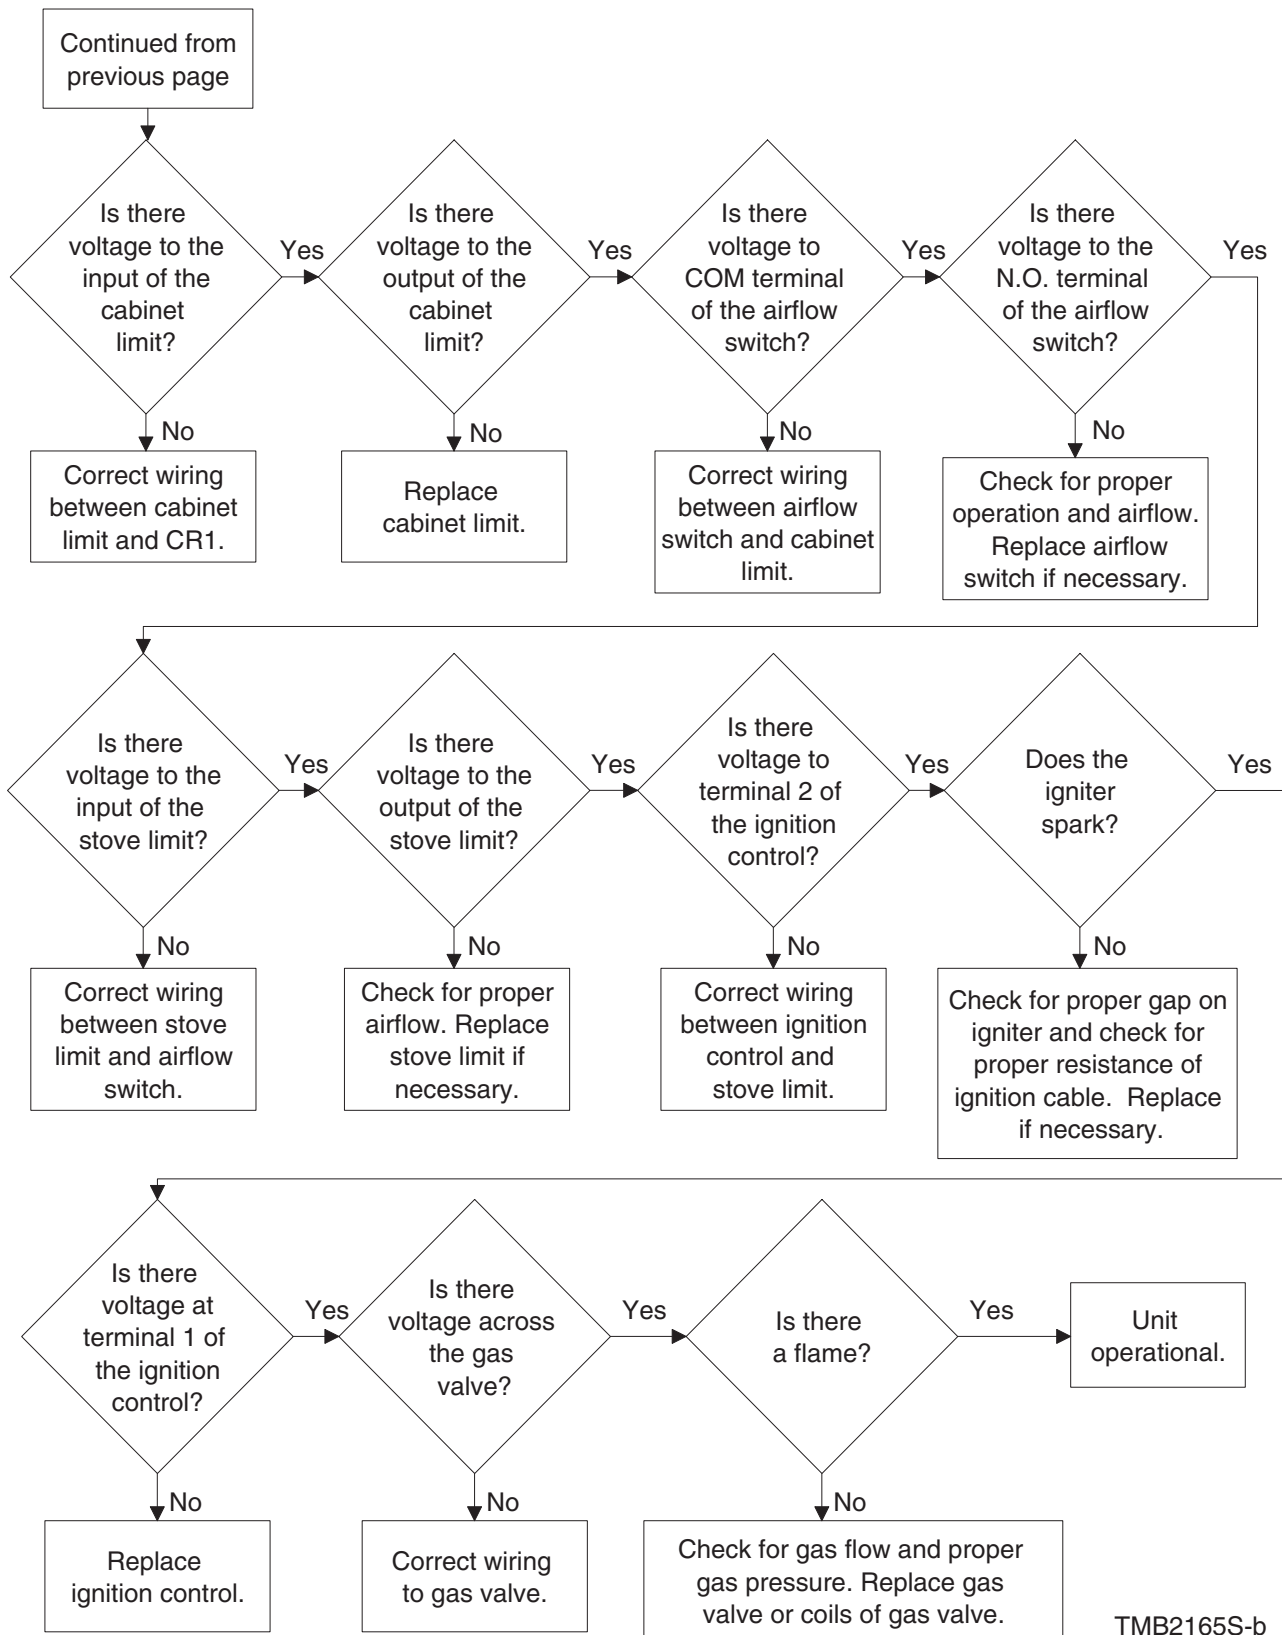 Continued from
previous page
Is there
voltage to the
input of the
cabinet
limit?
Yes
Is there
voltage to the
output of the
cabinet
limit?
Yes
Is there
voltage to
COM terminal
of the airflow
switch?
Yes
Is there
voltage to the
N.O. terminal
of the airflow
switch?
Yes
No
Correct wiring
between cabinet
limit and CR1.
No
Replace
cabinet limit.
No
Correct wiring
between airflow
switch and cabinet
limit.
No
Check for proper
operation and airflow.
Replace airflow
switch if necessary.
Is there
voltage to the
input of the
stove limit?
Yes
Is there
voltage to the
output of the
stove limit?
Yes
Is there
voltage to
terminal 2 of
the ignition
control?
Yes
Does the
igniter
spark?
Yes
No
Correct wiring
between stove
limit and airflow
switch.
No
Check for proper
airflow. Replace
stove limit if
necessary.
No
Correct wiring
between ignition
control and
stove limit.
No
Check for proper gap on
igniter and check for
proper resistance of
ignition cable.  Replace
if necessary.
Is there
voltage at
terminal 1 of
the ignition
control?
Yes
Is there
voltage across
the gas
valve?
Yes
Is there
a flame?
Yes
Unit
operational.
No
Replace
ignition control.
No
Correct wiring
to gas valve.
No
Check for gas flow and proper
gas pressure. Replace gas
valve or coils of gas valve.
TMB2165S-b